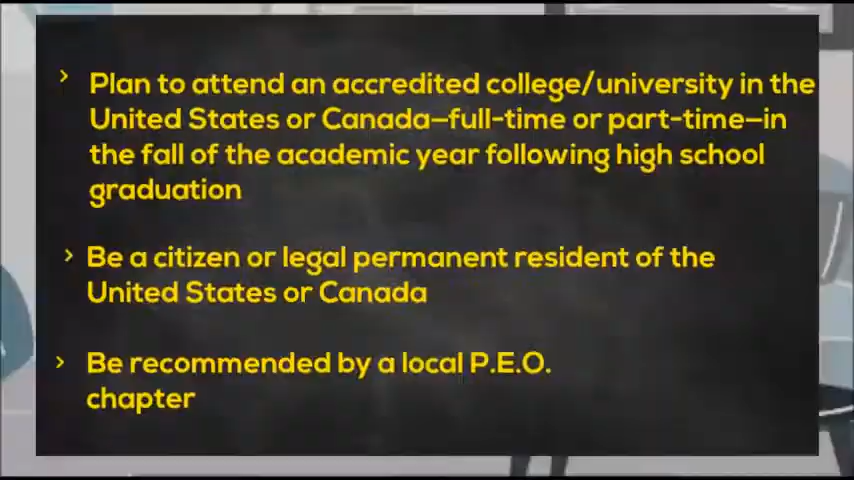 Plan to attend an accredited college/university in the
United States or Canada—full-time or part-time—in
the fall of the academic year following high school
graduation
Be a citizen or legal permanent resident of the
United States or Canada
Be recommended by a local P.E.O.
chapter